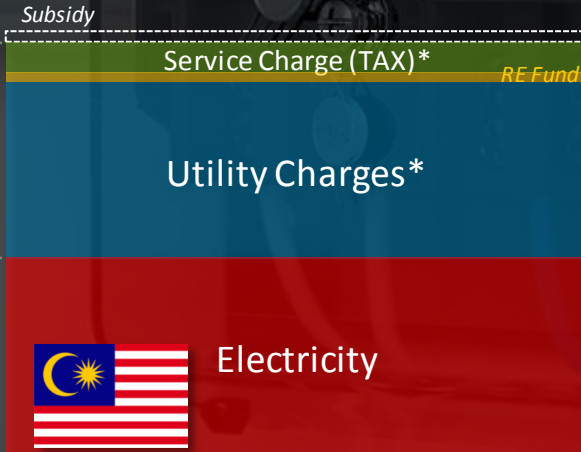 Subsidy
Service Charge (TAX)*
RE Fund
Utility Charges*
Electricity